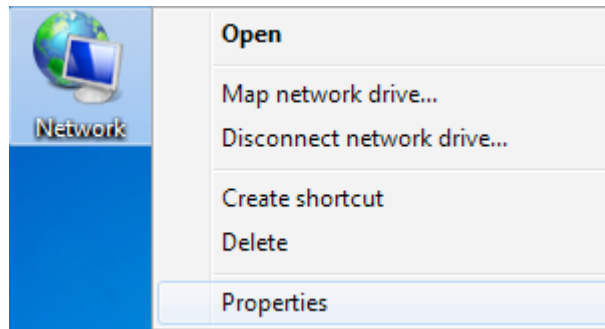 Network
Open
Map network drive...
Disconnect network drive...
Create shortcut
Delete
Properties